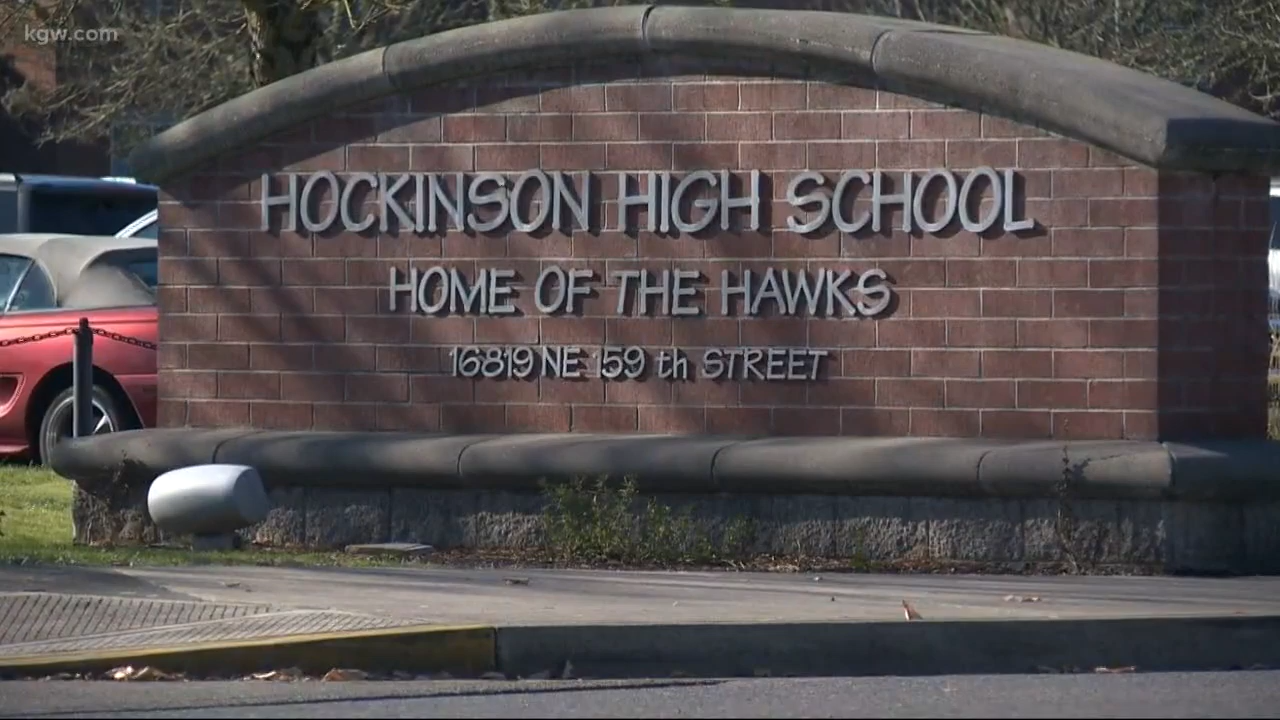 kgw.com
HOCKINSON HIGH SCHOOL
HOME OF THE HAWKS
16819 NE 159 th STREET